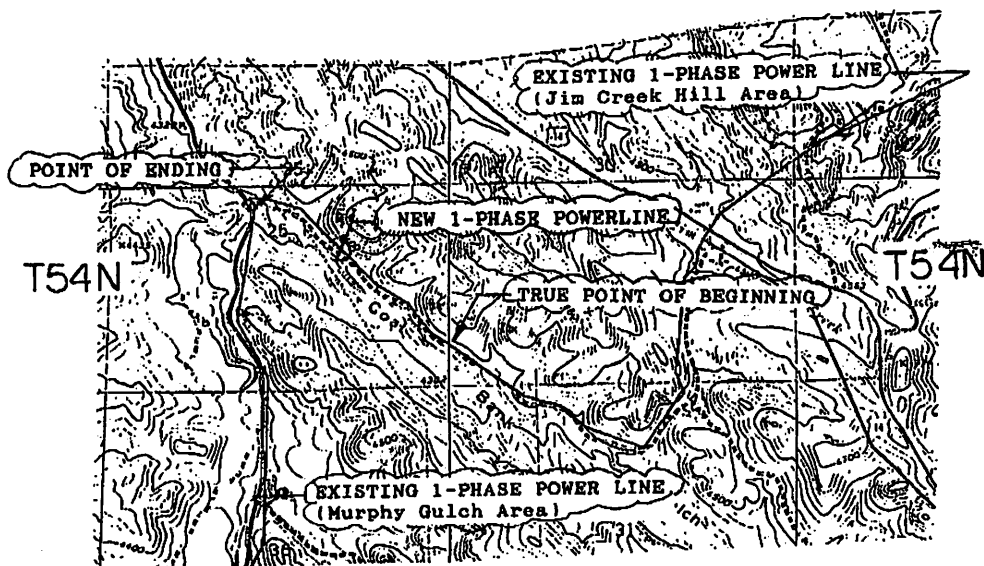 EXISTING 1-PHASE POWER LINE
(Jim Creek Hill Area)
POINT OF ENDING
NEW 1-PHASE POWERLINE
T54N
T54N
TRUE POINT OF BEGINNING
EXISTING 1-PHASE POWER LINE
(Murphy Gulch Area)